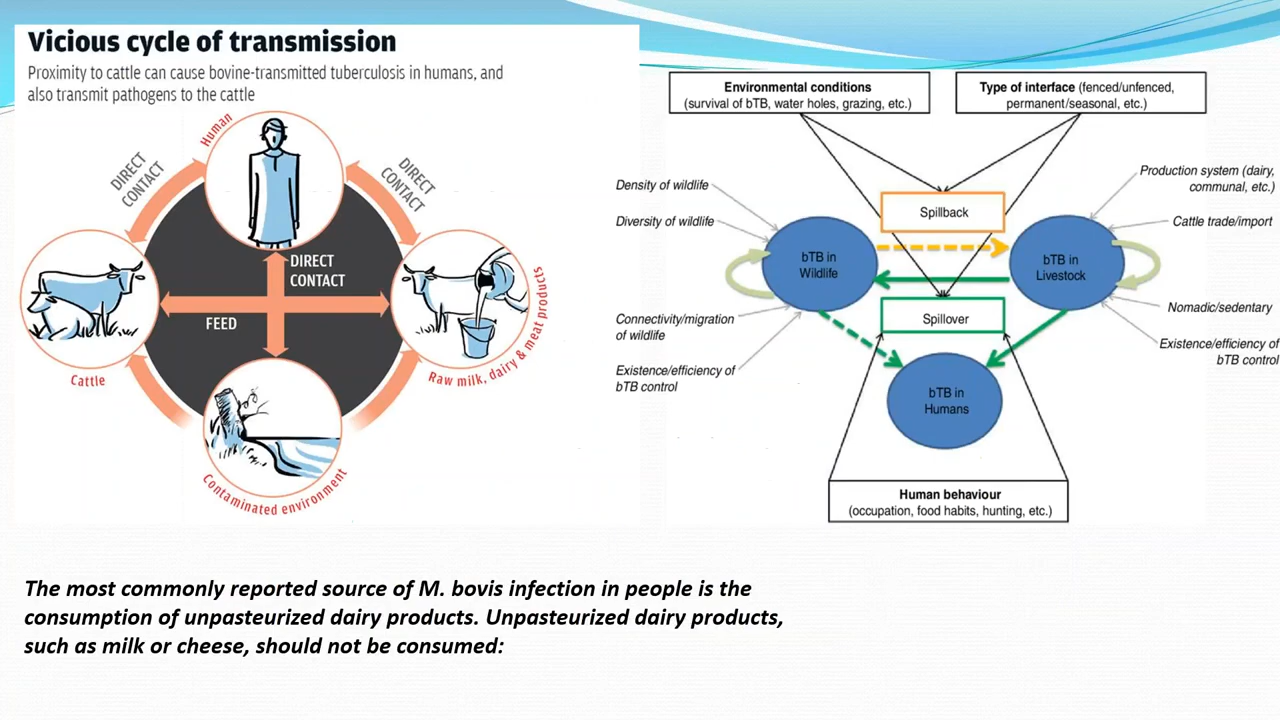 Vicious cycle of transmission
Proximity to cattle can cause bovine-transmitted tuberculosis in humans, and
also transmit pathogens to the cattle
Human
DIRECT
CONTACT
DIRECT
CONTACT
DIRECT
CONTACT
FEED
Cattle
Raw milk, dairy & meat products
Contaminated environment
Environmental conditions
(survival of bTB, water holes, grazing, etc.)
Type of interface (fenced/unfenced,
permanent/seasonal, etc.)
Density of wildlife
Diversity of wildlife
Connectivity/migration
of wildlife
Existence/efficiency of
bTB control
Production system (dairy,
communal, etc.)
Cattle trade/import
Nomadic/sedentary
Existence/efficiency of
bTB control
Spillback
bTB in
Wildlife
bTB in
Livestock
Spillover
bTB in
Humans
Human behaviour
(occupation, food habits, hunting, etc.)
The most commonly reported source of M. bovis infection in people is the
consumption of unpasteurized dairy products. Unpasteurized dairy products,
such as milk or cheese, should not be consumed: